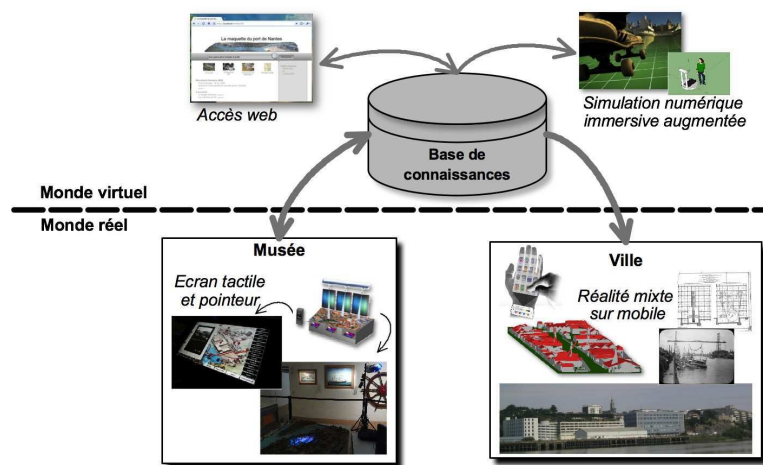 La maquette du port de Nantes
Accès web
Simulation numérique
immersive augmentée
Base de
connaissances
Monde virtuel
Monde réel
Musée
Ecran tactile
et pointeur
Ville
Réalité mixte
sur mobile